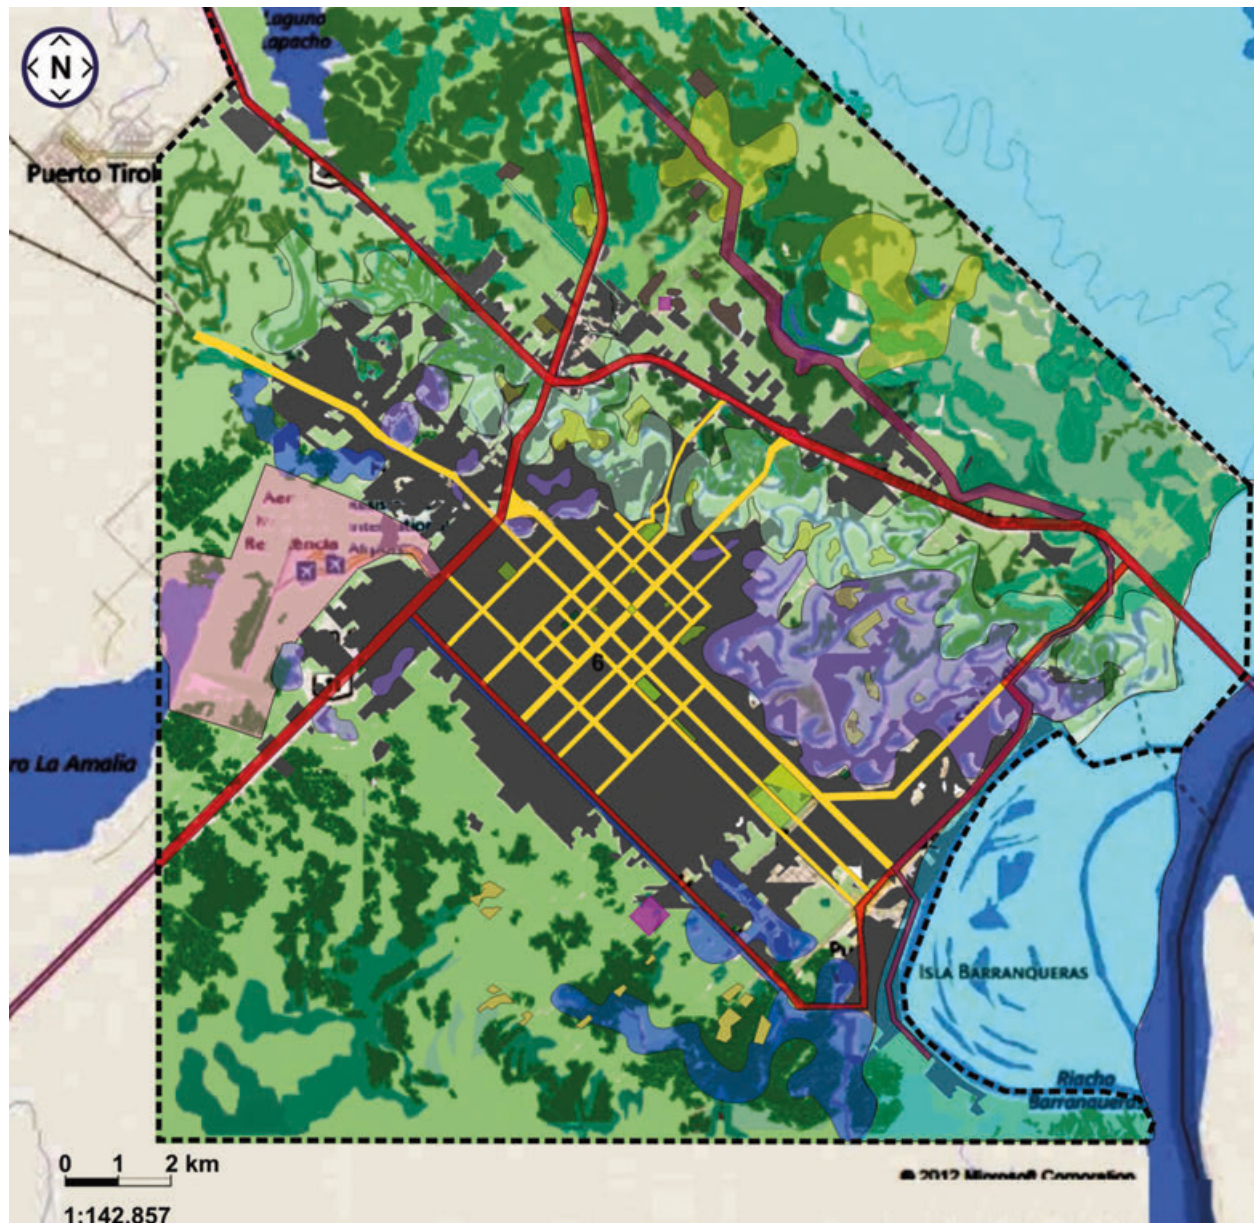 Laguno
Lapacho
N
Puerto Tirol
6
ro La Amalia
ISLA BARRANQUERAS
Riacho
Barranqueras
0 1 2 km
© 2012 Microsoft Corporation
1:142.857